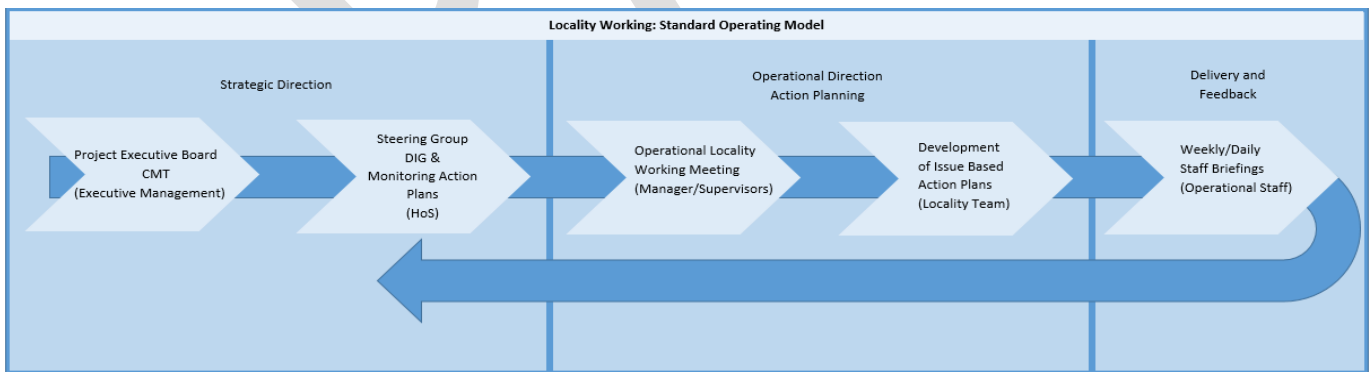 Locality Working: Standard Operating Model
Strategic Direction
Operational Direction
Action Planning
Delivery and
Feedback
Project Executive Board
CMT
(Executive Management)
Steering Group
DIG &
Monitoring Action
Plans
(HoS)
Operational Locality
Working Meeting
(Manager/Supervisors)
Development
of Issue Based
Action Plans
(Locality Team)
Weekly/Daily
Staff Briefings
(Operational Staff)